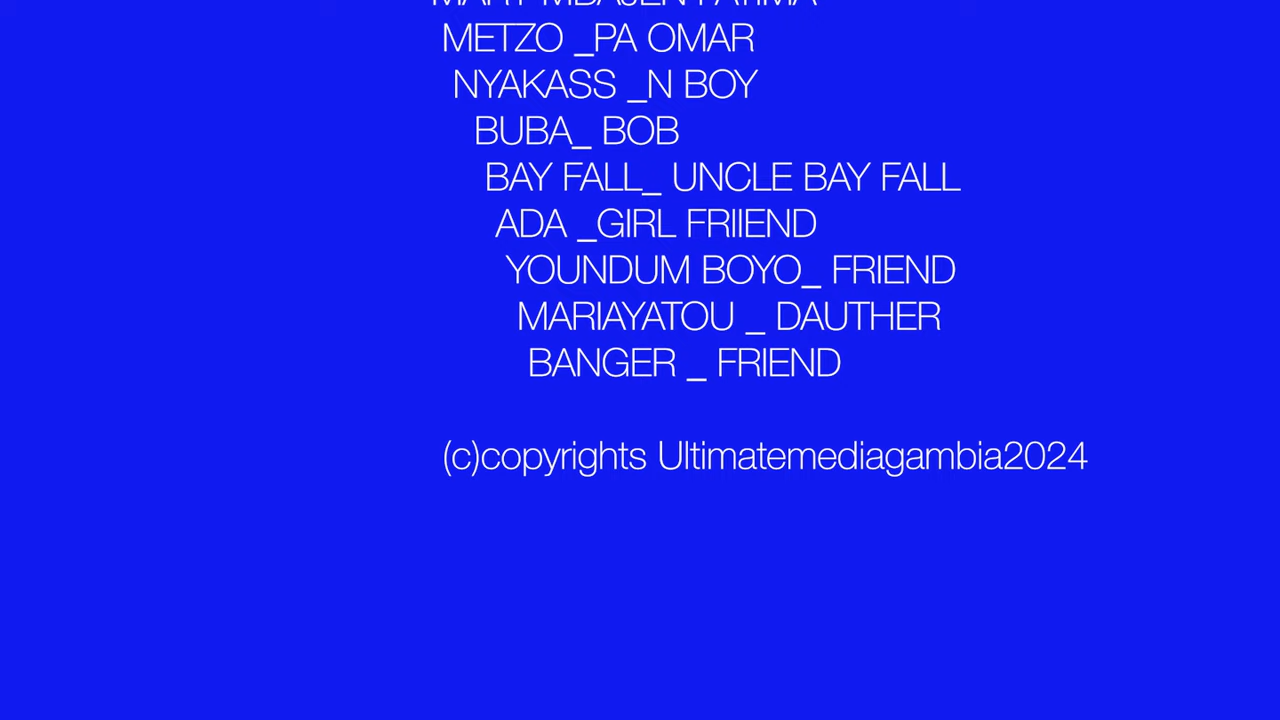 METZO _PA OMAR
NYAKASS _N BOY
BUBA_ BOB
BAY FALL_ UNCLE BAY FALL
ADA _GIRL FRIIEND
YOUNDUM BOYO_ FRIEND
MARIAYATOU _ DAUTHER
BANGER _ FRIEND
(c)copyrights Ultimatemediagambia2024